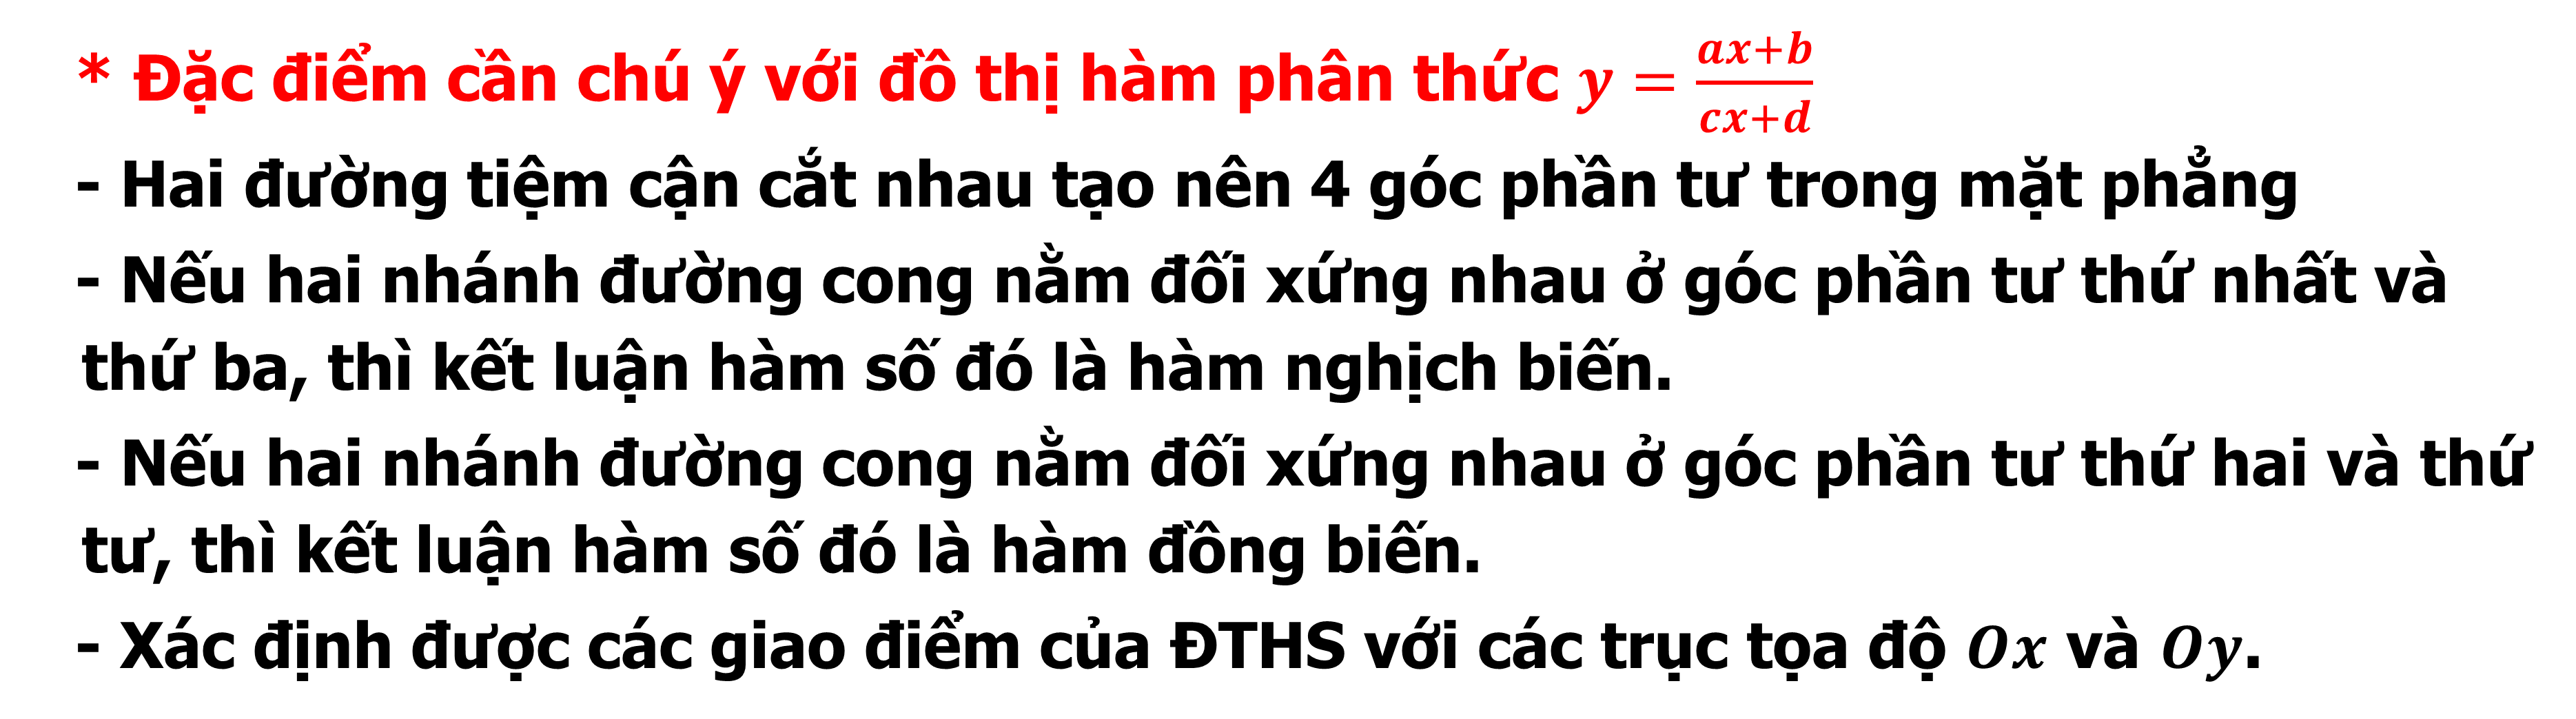 * Đặc điểm cần chú ý với đồ thị hàm phân thức y = \frac{ax+b}{cx+d}
- Hai đường tiệm cận cắt nhau tạo nên 4 góc phần tư trong mặt phẳng
- Nếu hai nhánh đường cong nằm đối xứng nhau ở góc phần tư thứ nhất và
thứ ba, thì kết luận hàm số đó là hàm nghịch biến.
- Nếu hai nhánh đường cong nằm đối xứng nhau ở góc phần tư thứ hai và thứ
tư, thì kết luận hàm số đó là hàm đồng biến.
- Xác định được các giao điểm của ĐTHS với các trục tọa độ Ox và Oy.